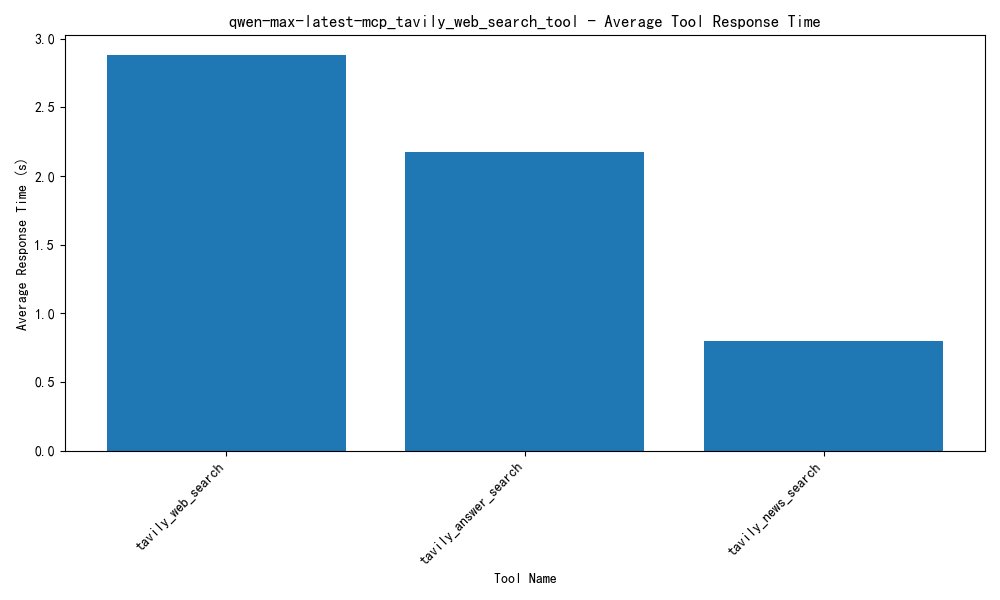 qwen-max-latest-mcp_tavily_web_search_tool - Average Tool Response Time
Average Response Time (s)
3.0
2.5
2.0
1.5
1.0
0.5
0.0
tavily_web_search
tavily_answer_search
tavily_news_search
Tool Name